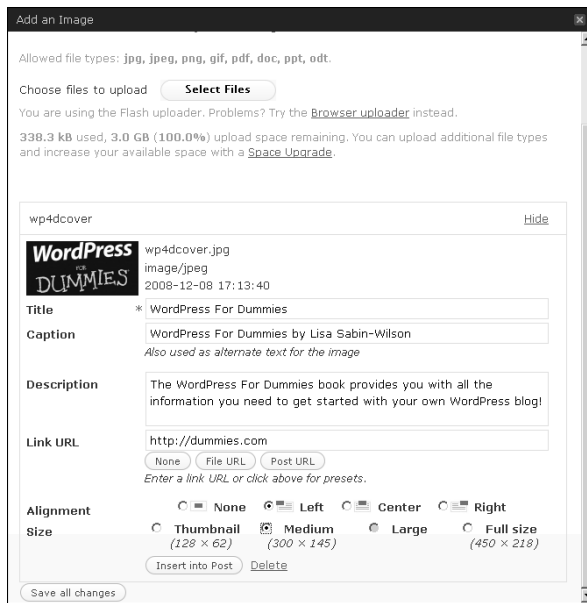 Add an Image
Allowed file types: jpg, jpeg, png, gif, pdf, doc, ppt, odt.
Choose files to upload Select Files
You are using the Flash uploader. Problems? Try the Browser uploader instead.
338.3 kB used, 3.0 GB (100.0%) upload space remaining. You can upload additional file types
and increase your available space with a Space Upgrade.
wp4dcover Hide
WordPress
FOR
DUMMIES
wp4dcover.jpg
image/jpeg
2008-12-08 17:13:40
Title * WordPress For Dummies
Caption WordPress For Dummies by Lisa Sabin-Wilson
Also used as alternate text for the image
Description The WordPress For Dummies book provides you with all the
information you need to get started with your own WordPress blog!
Link URL http://dummies.com
None File URL Post URL
Enter a link URL or click above for presets.
Alignment None Left Center Right
Size Thumbnail Medium Large Full size
(128 × 62) (300 × 145) (450 × 218)
Insert into Post Delete
Save all changes